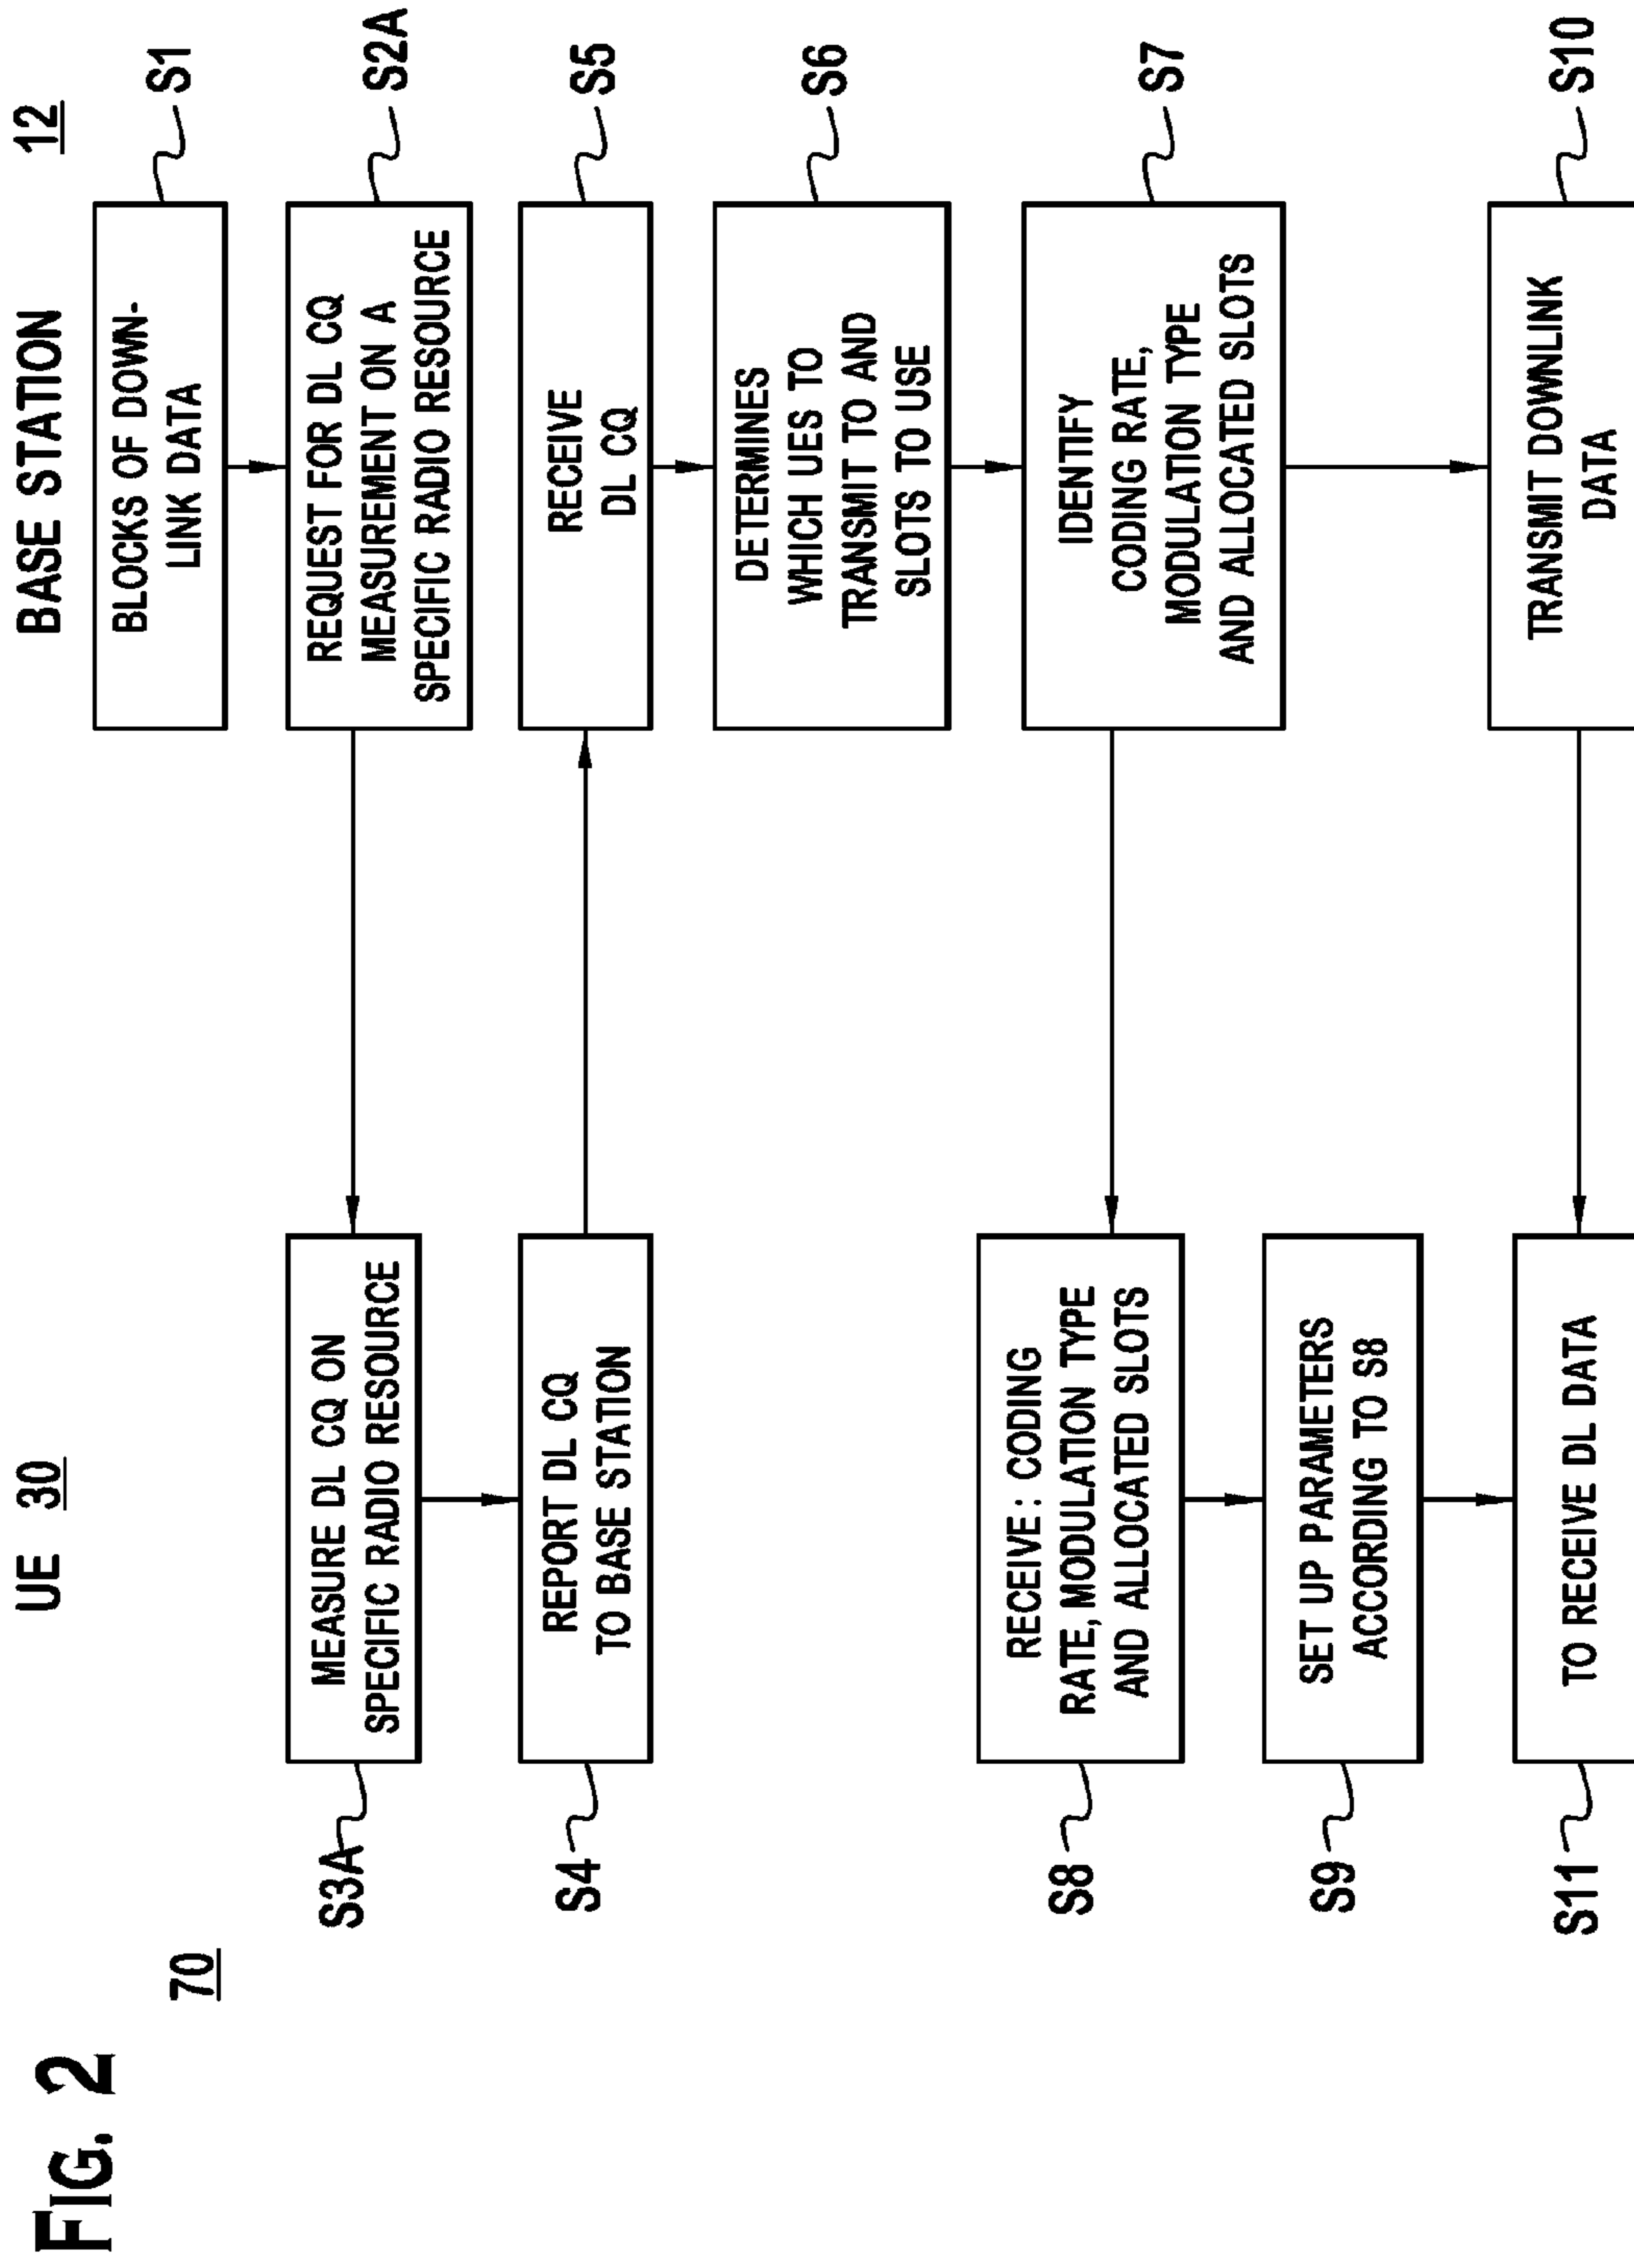 FIG. 2
70
UE 30
BASE STATION 12
BLOCKS OF DOWN-
LINK DATA
S1
REQUEST FOR DL CQ
MEASUREMENT ON A
SPECIFIC RADIO RESOURCE
S2A
S3A
MEASURE DL CQ ON
SPECIFIC RADIO RESOURCE
S4
REPORT DL CQ
TO BASE STATION
RECEIVE
DL CQ
S5
DETERMINES
WHICH UES TO
TRANSMIT TO AND
SLOTS TO USE
S6
IDENTIFY
CODING RATE,
MODULATION TYPE
AND ALLOCATED SLOTS
S7
S8
RECEIVE: CODING
RATE, MODULATION TYPE
AND ALLOCATED SLOTS
S9
SET UP PARAMETERS
ACCORDING TO S8
TRANSMIT DOWNLINK
DATA
S10
S11
TO RECEIVE DL DATA